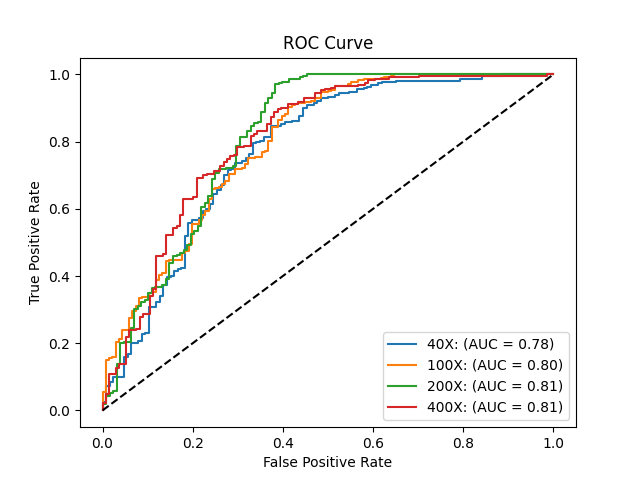 ROC Curve
1.0
0.8
0.6
0.4
0.2
0.0
True Positive Rate
0.0 0.2 0.4 0.6 0.8 1.0
False Positive Rate
40X: (AUC = 0.78)
100X: (AUC = 0.80)
200X: (AUC = 0.81)
400X: (AUC = 0.81)